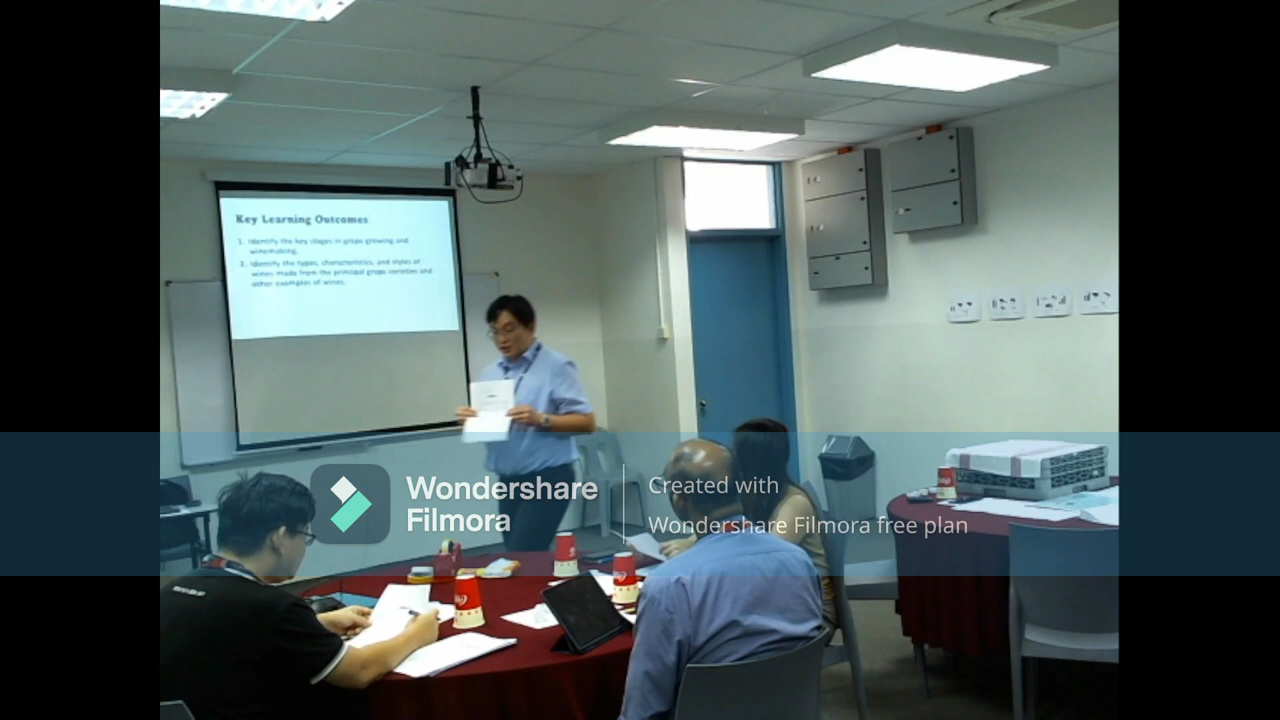 Key Learning Outcomes
1. Identify the key stages in grape growing and
winemaking.
2. Identify the types, characteristics, and styles of
wines made from the principal grape varieties and
other examples of wines.
Wondershare
Filmora
Created with
Wondershare Filmora free plan